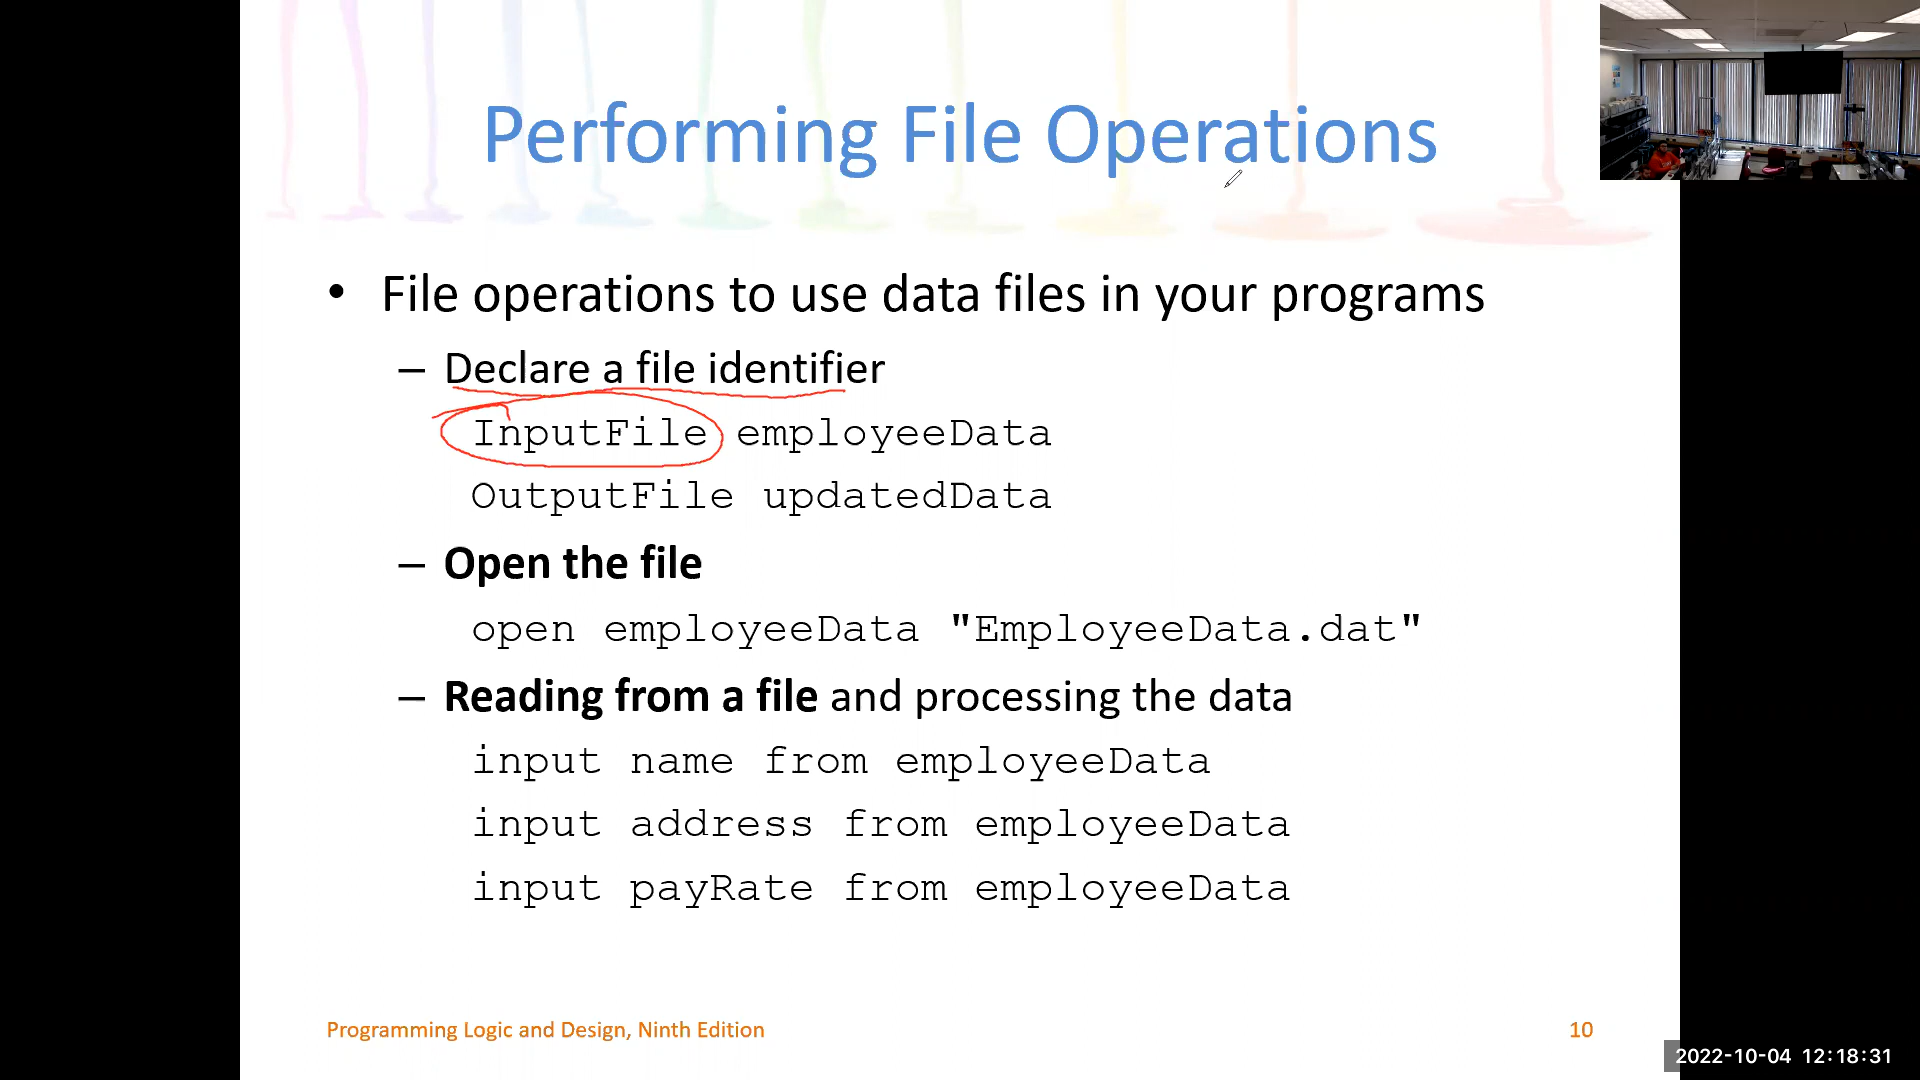 Performing File Operations
• File operations to use data files in your programs
– Declare a file identifier
InputFile employeeData
OutputFile updatedData
– Open the file
open employeeData "EmployeeData.dat"
– Reading from a file and processing the data
input name from employeeData
input address from employeeData
input payRate from employeeData
Programming Logic and Design, Ninth Edition
10
2022-10-04 12:18:31